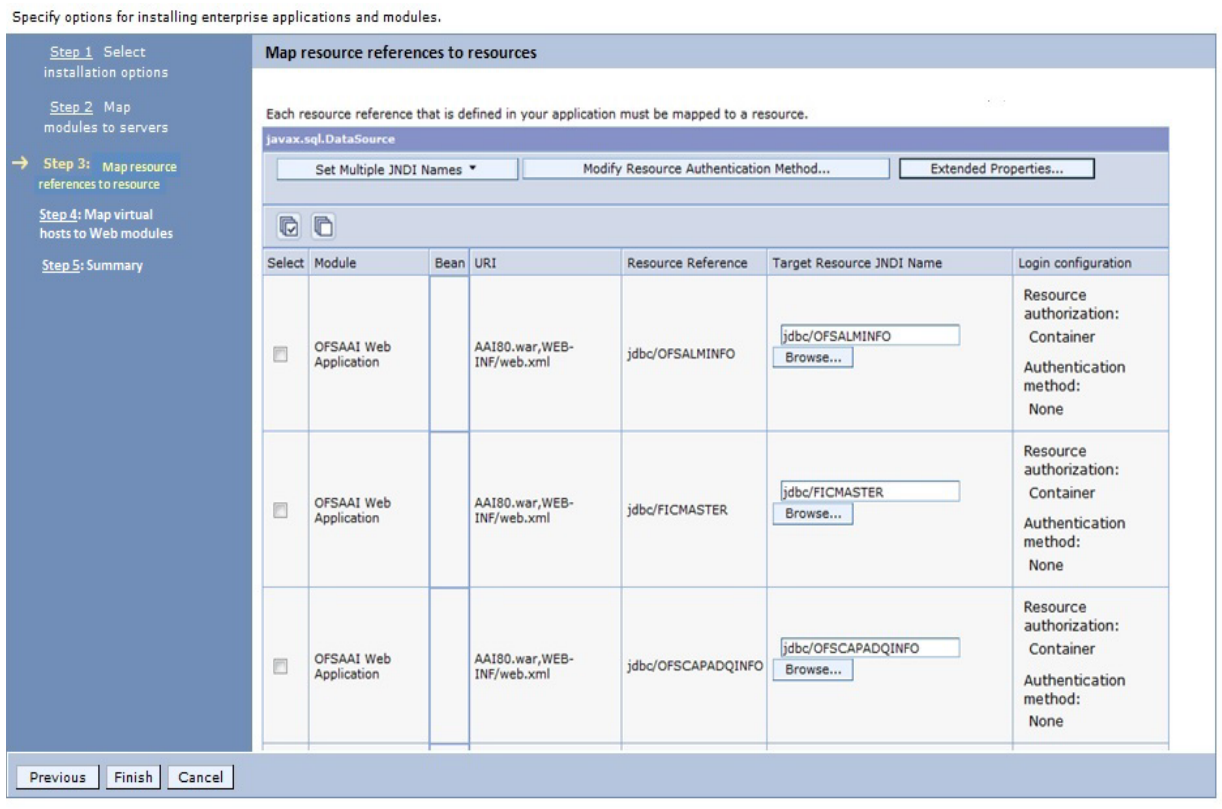 Specify options for installing enterprise applications and modules.
Step 1 Select
installation options
Step 2 Map
modules to servers
Step 3: Map resource
references to resource
Step 4: Map virtual
hosts to Web modules
Step 5: Summary
Map resource references to resources
Each resource reference that is defined in your application must be mapped to a resource.
javax.sql.DataSource
Set Multiple JNDI Names Modify Resource Authentication Method... Extended Properties...
Select Module Bean URI Resource Reference Target Resource JNDI Name Login configuration
OFSAAI Web
Application
AAI80.war,WEB-
INF/web.xml
jdbc/OFSALMINFO
jdbc/OFSALMINFO
Browse...
Resource
authorization:
Container
Authentication
method:
None
OFSAAI Web
Application
AAI80.war,WEB-
INF/web.xml
jdbc/FICMASTER
jdbc/FICMASTER
Browse...
Resource
authorization:
Container
Authentication
method:
None
OFSAAI Web
Application
AAI80.war,WEB-
INF/web.xml
jdbc/OFSCAPADQINFO
jdbc/OFSCAPADQINFO
Browse...
Resource
authorization:
Container
Authentication
method:
None
Previous Finish Cancel